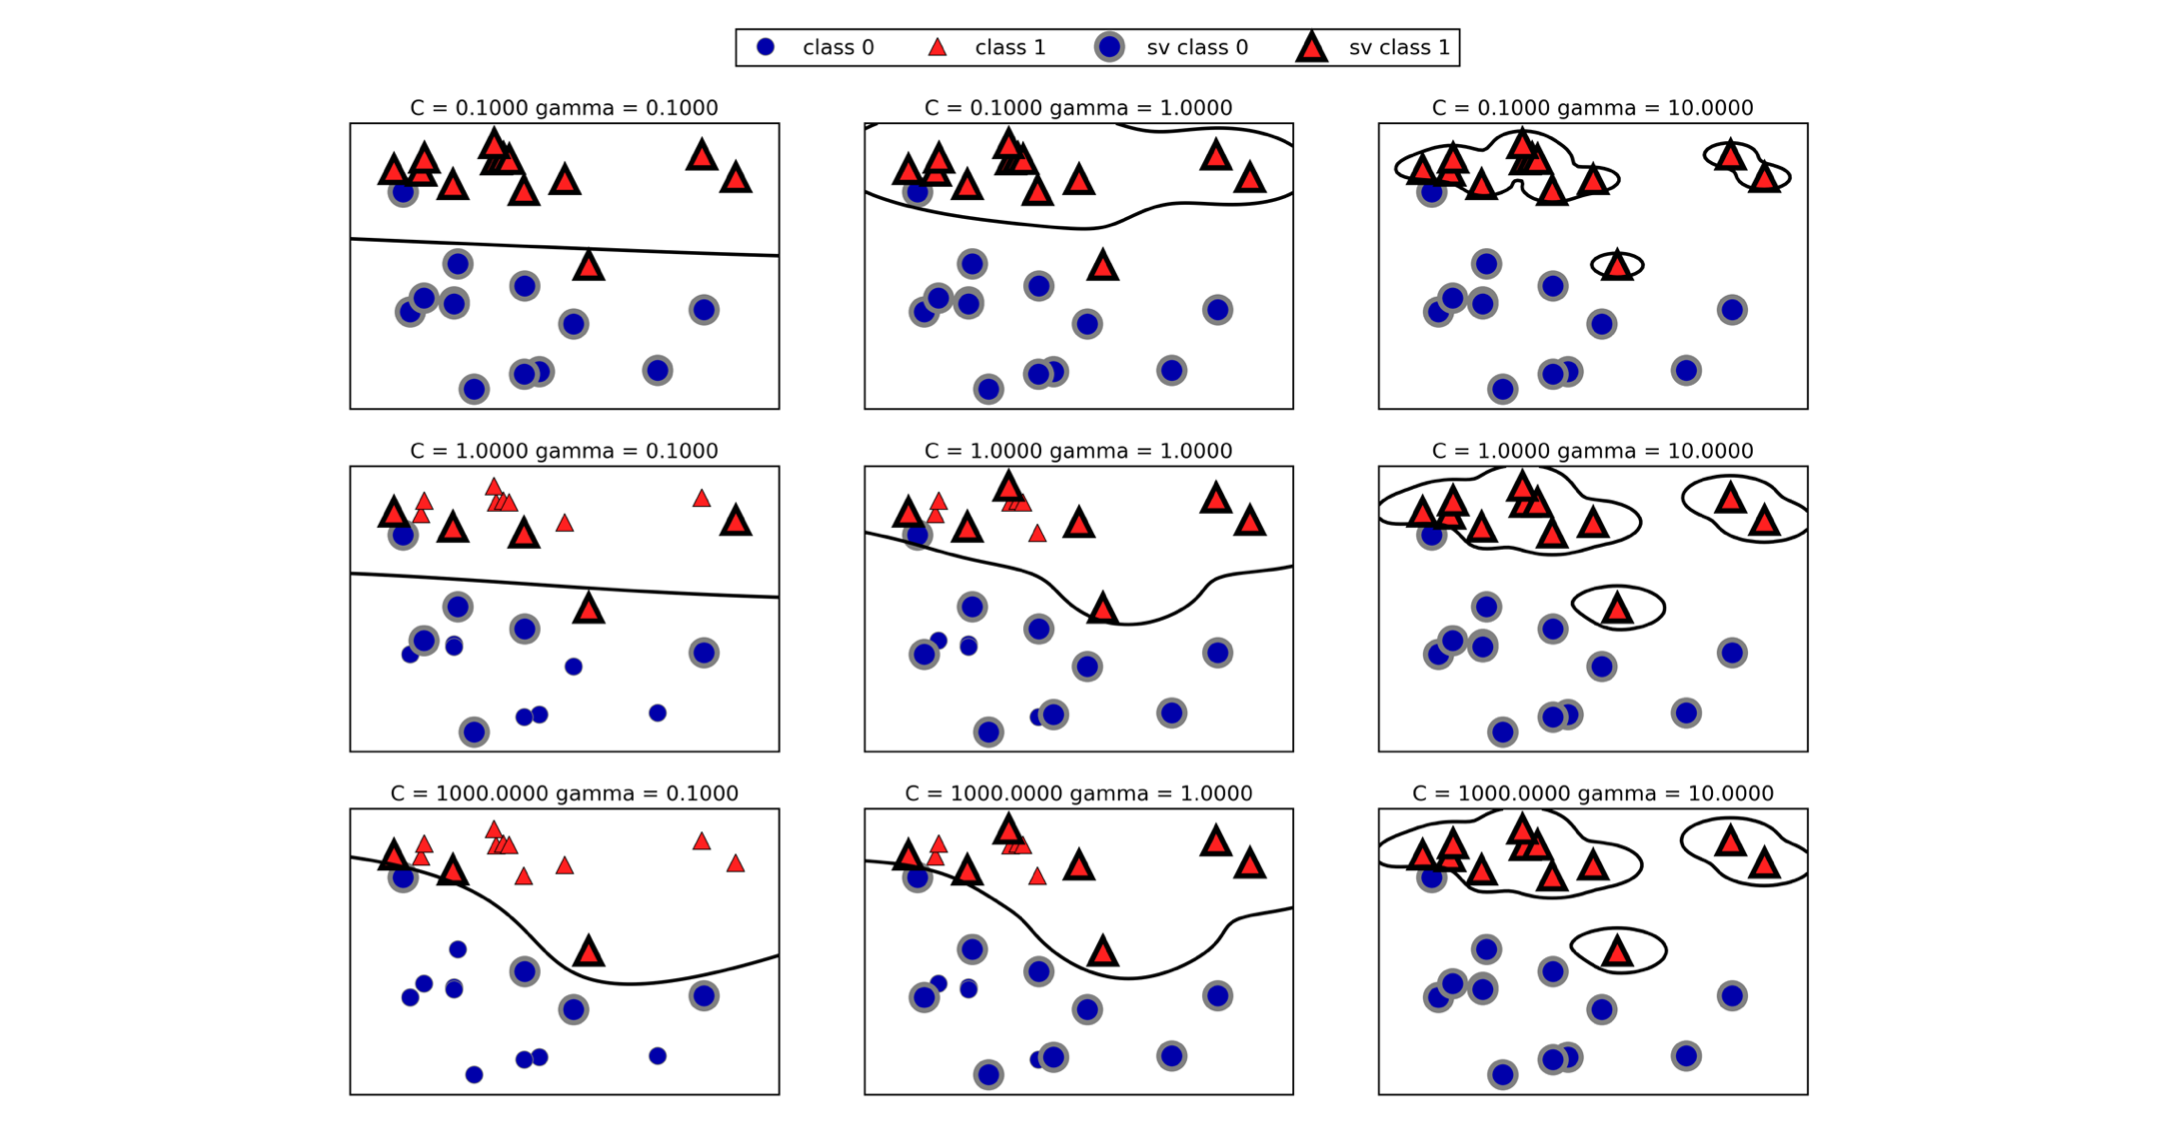 class 0 class 1 sv class 0 sv class 1
C = 0.1000 gamma = 0.1000
C = 0.1000 gamma = 1.0000
C = 0.1000 gamma = 10.0000
C = 1.0000 gamma = 0.1000
C = 1.0000 gamma = 1.0000
C = 1.0000 gamma = 10.0000
C = 1000.0000 gamma = 0.1000
C = 1000.0000 gamma = 1.0000
C = 1000.0000 gamma = 10.0000